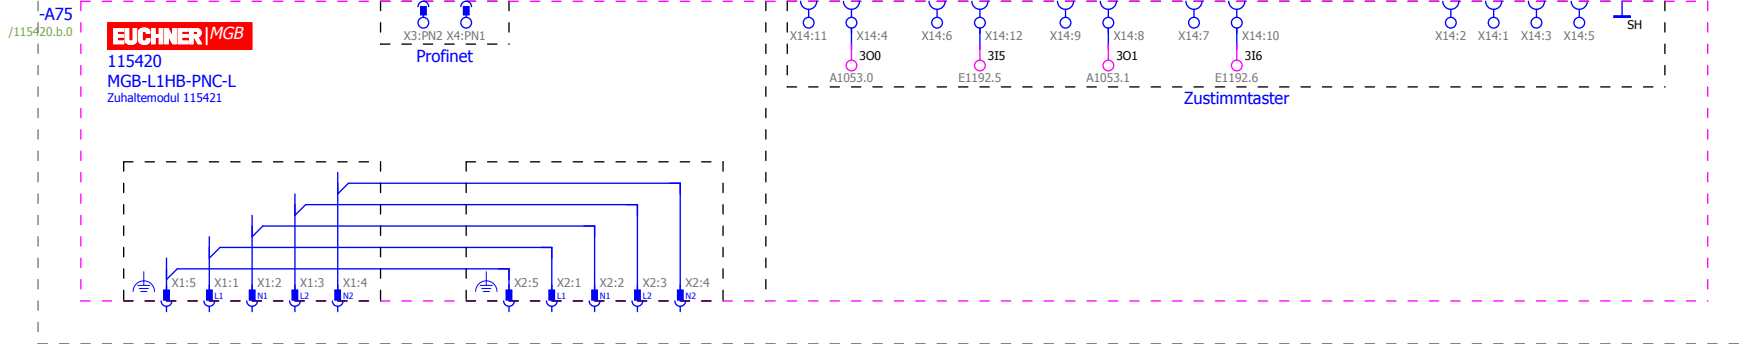 -A75
/115420.b.0
EUCHNER|MGB
115420
MGB-L1HB-PNC-L
Zuhaltemodul 115421
X3:PN2 X4:PN1
Profinet
X14:11 X14:4 X14:6 X14:12 X14:9 X14:8 X14:7 X14:10 X14:2 X14:1 X14:3 X14:5 SH
3O0 3I5 3O1 3I6
A1053.0 E1192.5 A1053.1 E1192.6
Zustimmtaster
X1:5 X1:1 X1:2 X1:3 X1:4 X2:5 X2:1 X2:2 X2:3 X2:4
L1 N1 L2 N2 L1 N1 L2 N2